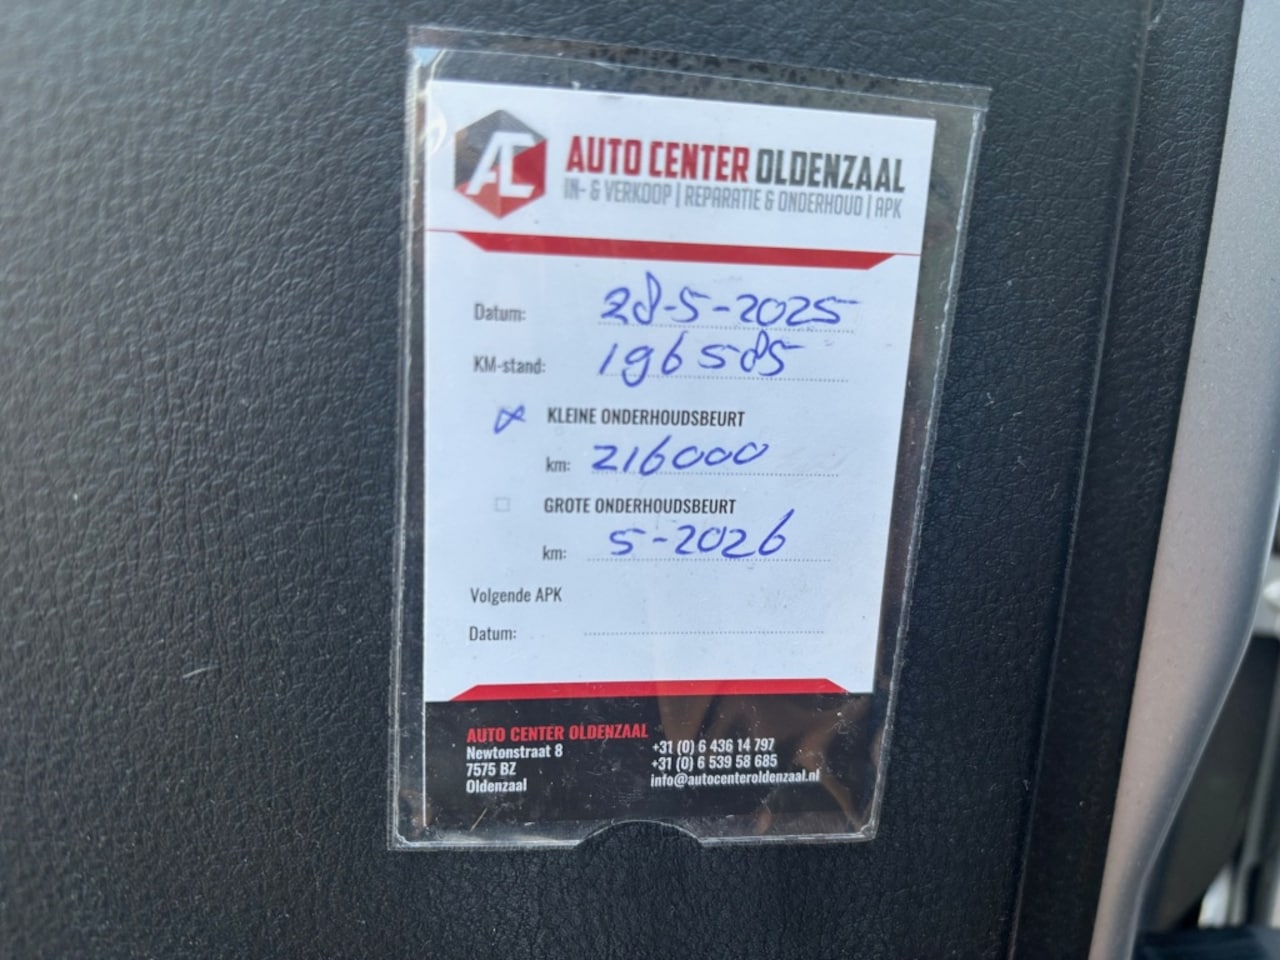 AC
AUTO CENTER OLDENZAAL
IN- & VERKOOP | REPARATIE & ONDERHOUD | APK
Datum: 28-5-2025
KM-stand: 196585
KLEINE ONDERHOUDSBEURT
km: 216000
GROTE ONDERHOUDSBEURT
km: 5-2026
Volgende APK
Datum:
AUTO CENTER OLDENZAAL
Newtonstraat 8
7575 BZ
Oldenzaal
+31 (0) 6 436 14 797
+31 (0) 6 539 58 685
info@autocenteroldenzaal.nl